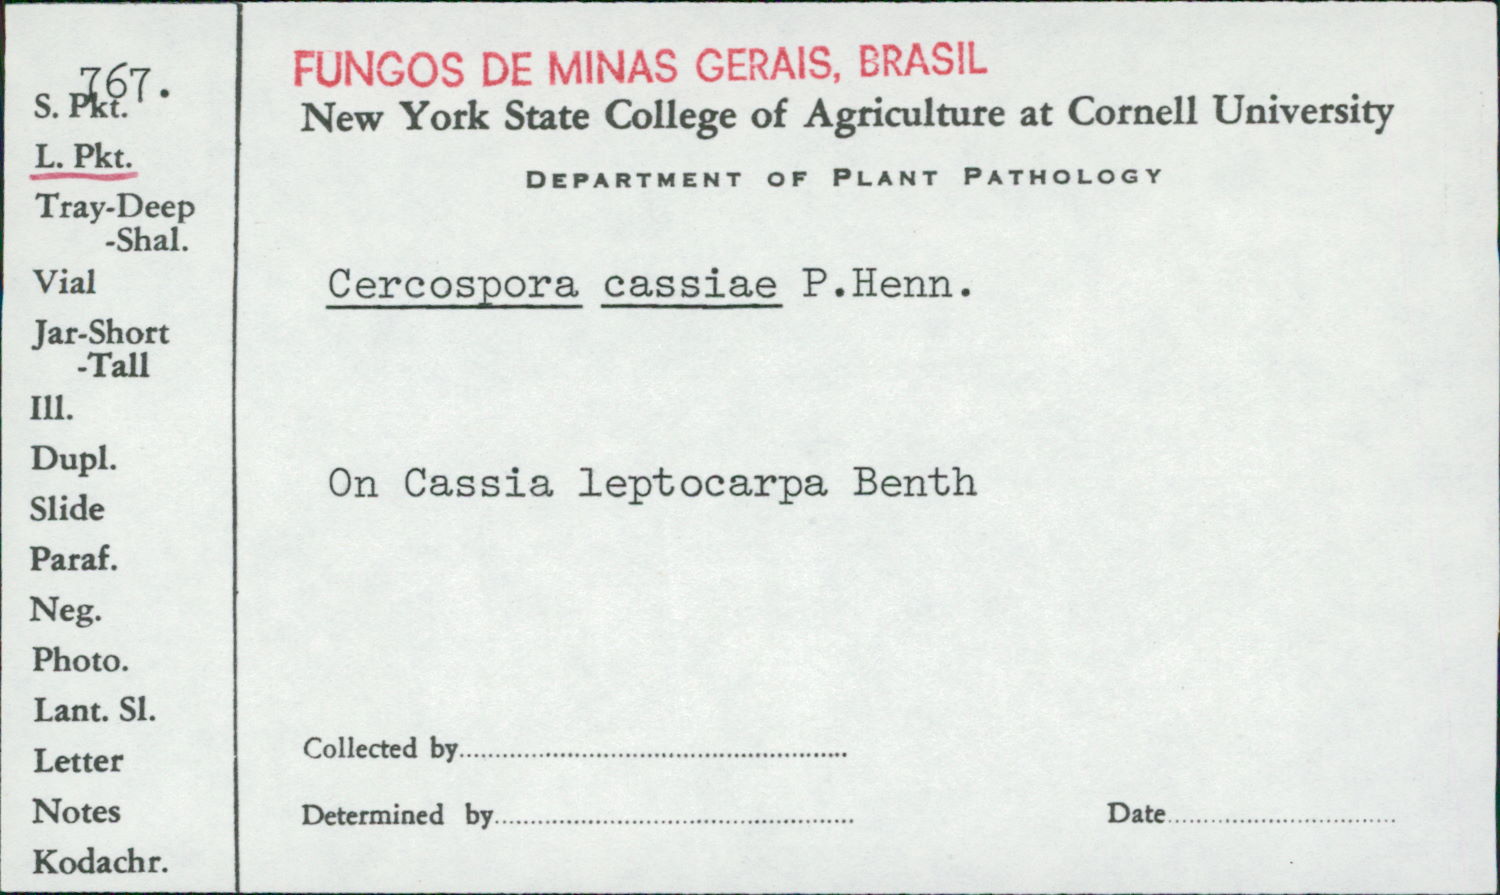 767.
S. Pkt.
L. Pkt.
Tray-Deep
-Shal.
Vial
Jar-Short
-Tall
Ill.
Dupl.
Slide
Paraf.
Neg.
Photo.
Lant. Sl.
Letter
Notes
Kodachr.
FUNGOS DE MINAS GERAIS, BRASIL
New York State College of Agriculture at Cornell University
DEPARTMENT OF PLANT PATHOLOGY
Cercospora cassiae P.Henn.
On Cassia leptocarpa Benth
Collected by
Determined by
Date